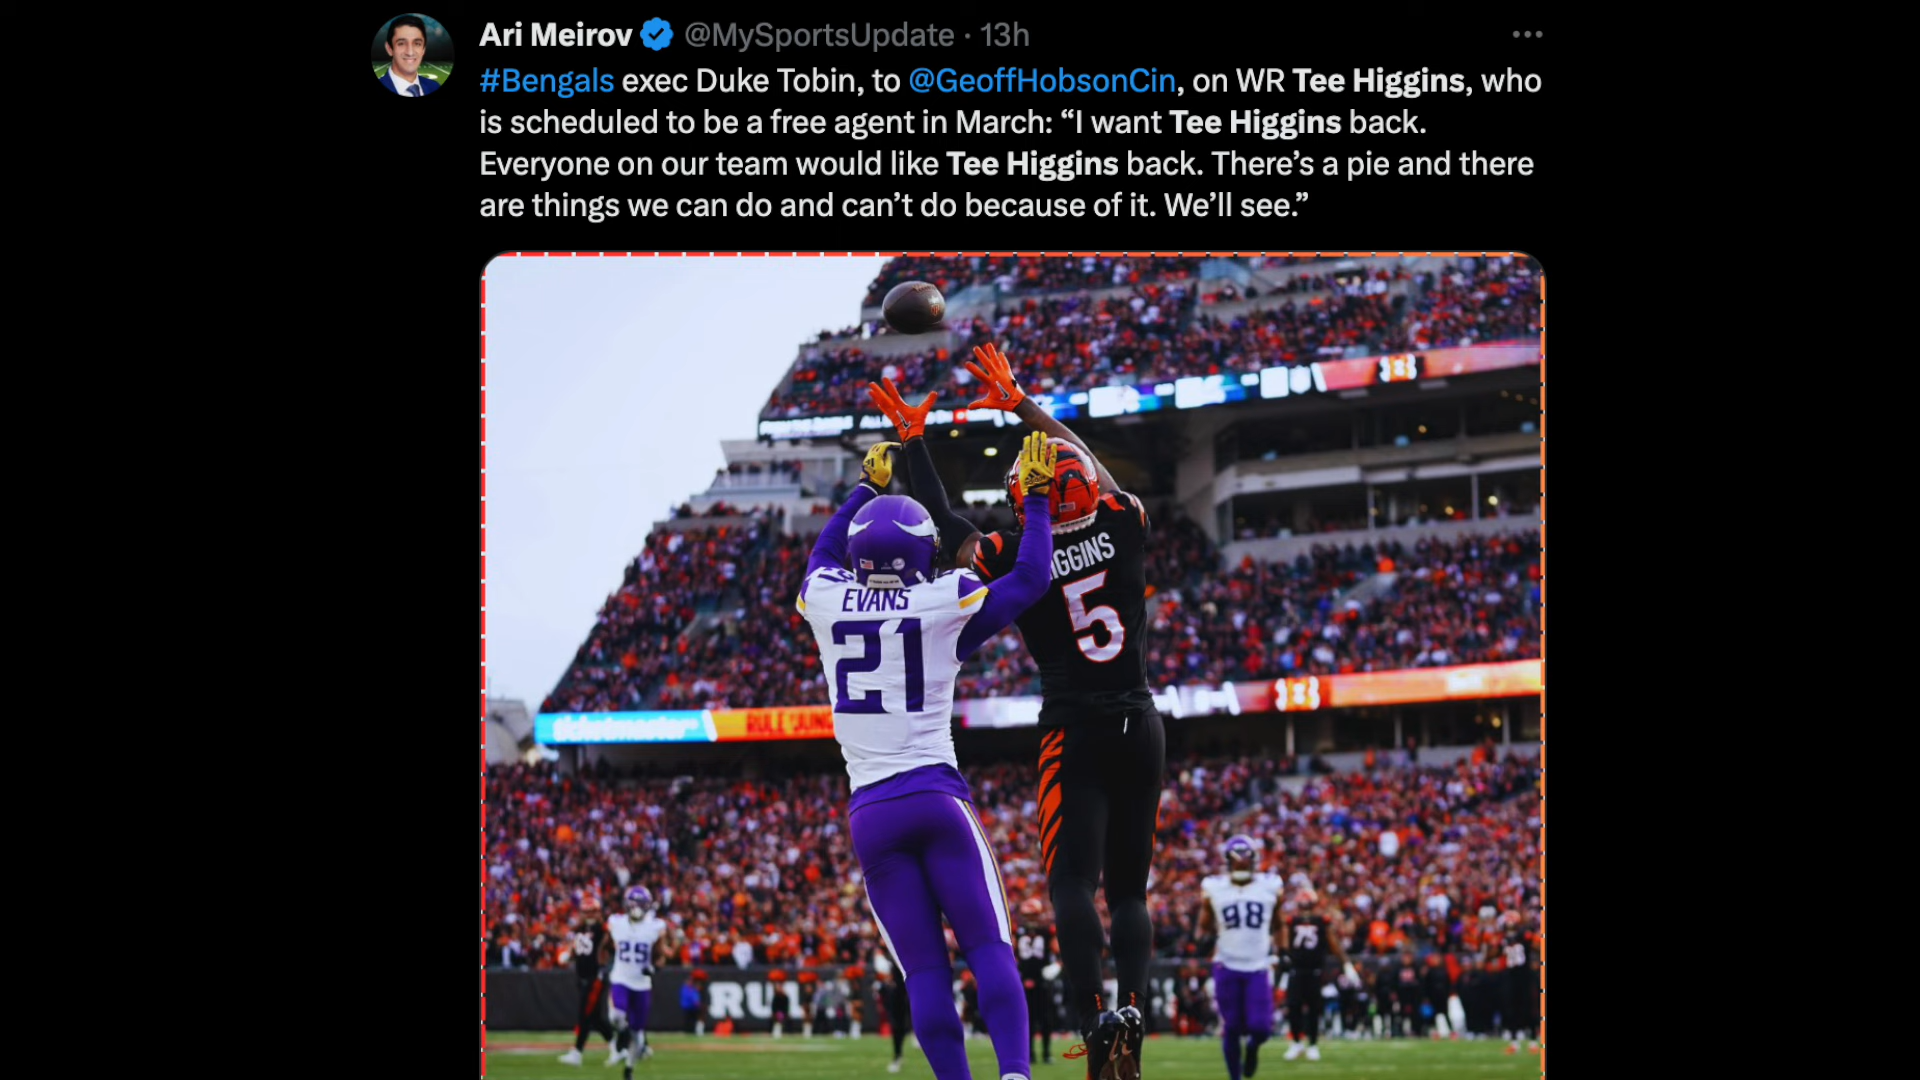 Ari Meirov @MySportsUpdate · 13h
#Bengals exec Duke Tobin, to @GeoffHobsonCin, on WR Tee Higgins, who
is scheduled to be a free agent in March: “I want Tee Higgins back.
Everyone on our team would like Tee Higgins back. There’s a pie and there
are things we can do and can’t do because of it. We’ll see.”
IGGINS
5
EVANS
21
ticketmaster
RULE
98
25
75
RU